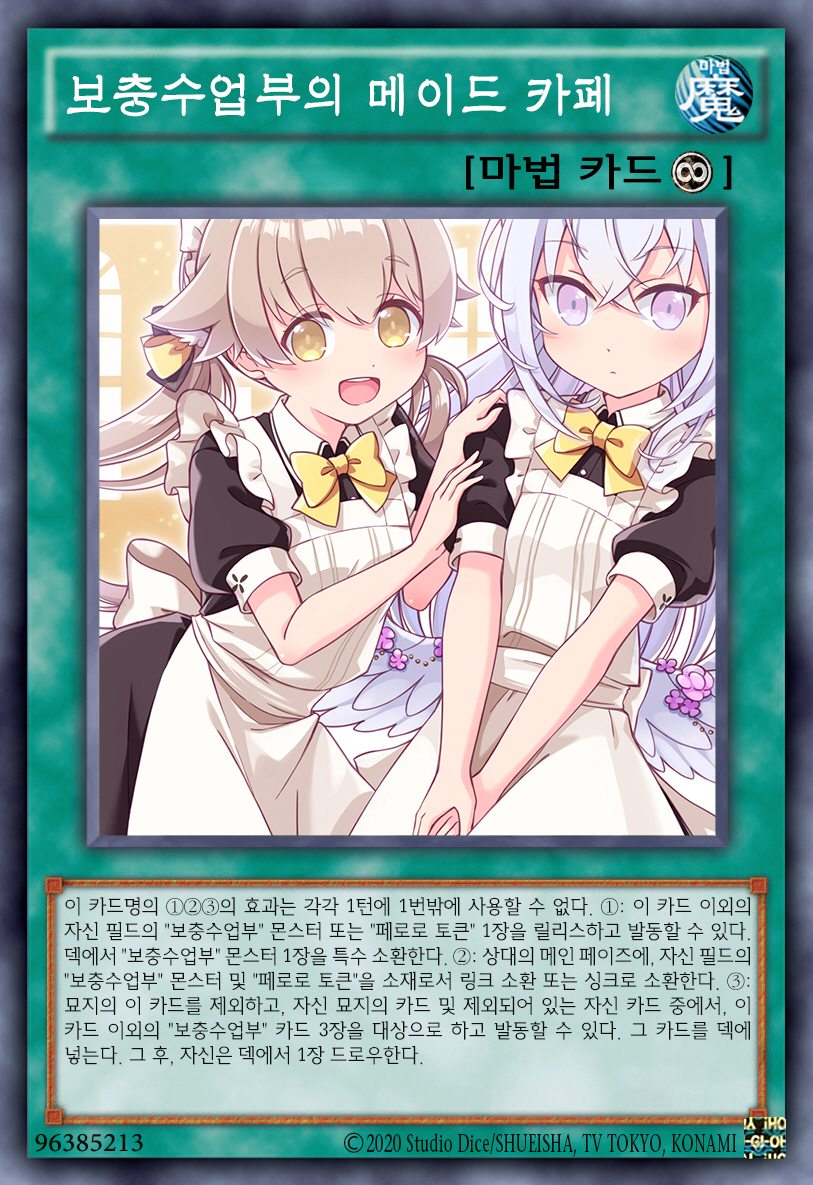 보충수업부의 메이드 카페
마법
魔
[마법 카드]
이 카드명의 ①②③의 효과는 각각 1턴에 1번밖에 사용할 수 없다. ①: 이 카드 이외의
자신 필드의 "보충수업부" 몬스터 또는 "페로로 토큰" 1장을 릴리스하고 발동할 수 있다.
덱에서 "보충수업부" 몬스터 1장을 특수 소환한다. ②: 상대의 메인 페이즈에, 자신 필드의
"보충수업부" 몬스터 및 "페로로 토큰"을 소재로서 링크 소환 또는 싱크로 소환한다. ③:
묘지의 이 카드를 제외하고, 자신 묘지의 카드 및 제외되어 있는 자신 카드 중에서, 이
카드 이외의 "보충수업부" 카드 3장을 대상으로 하고 발동할 수 있다. 그 카드를 덱에
넣는다. 그 후, 자신은 덱에서 1장 드로우한다.
96385213
©2020 Studio Dice/SHUEISHA, TV TOKYO, KONAMI